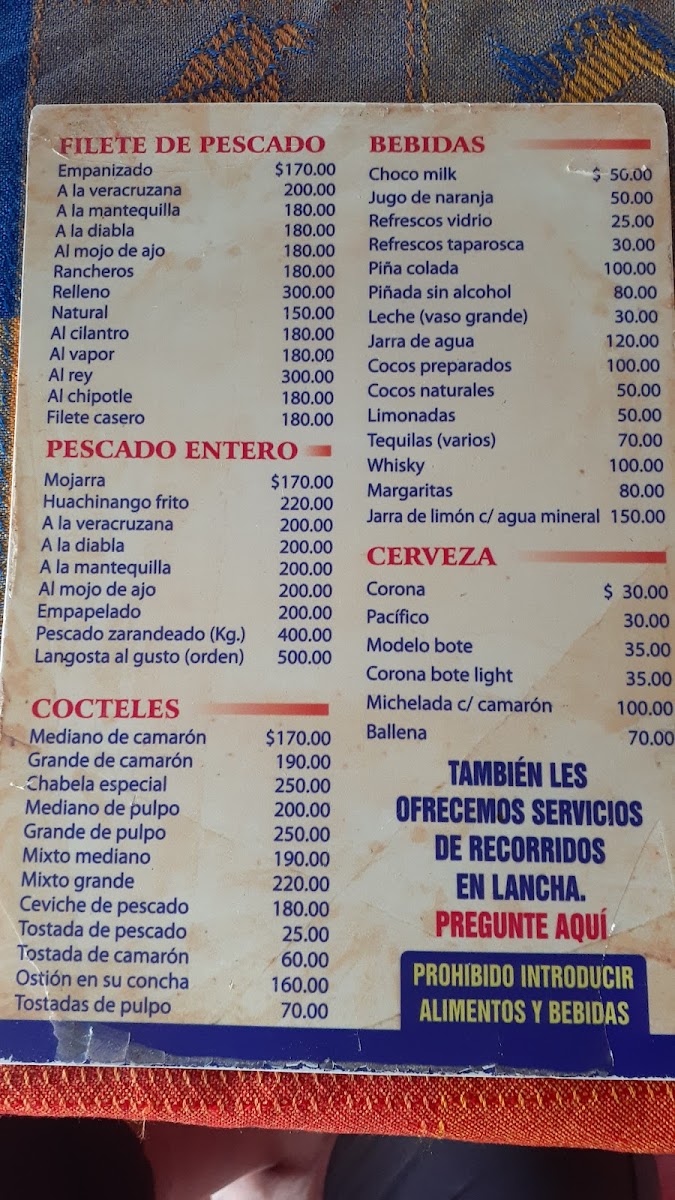 FILETE DE PESCADO
Empanizado $170.00
A la veracruzana 200.00
A la mantequilla 180.00
A la diabla 180.00
Al mojo de ajo 180.00
Rancheros 180.00
Relleno 300.00
Natural 150.00
Al cilantro 180.00
Al vapor 180.00
Al rey 300.00
Al chipotle 180.00
Filete casero 180.00
PESCADO ENTERO
Mojarra $170.00
Huachinango frito 220.00
A la veracruzana 200.00
A la diabla 200.00
A la mantequilla 200.00
Al mojo de ajo 200.00
Empapelado 200.00
Pescado zarandeado (Kg.) 400.00
Langosta al gusto (orden) 500.00
COCTELES
Mediano de camarón $170.00
Grande de camarón 190.00
Chabela especial 250.00
Mediano de pulpo 200.00
Grande de pulpo 250.00
Mixto mediano 190.00
Mixto grande 220.00
Ceviche de pescado 180.00
Tostada de pescado 25.00
Tostada de camarón 60.00
Ostión en su concha 160.00
Tostadas de pulpo 70.00
BEBIDAS
Choco milk $ 50.00
Jugo de naranja 50.00
Refrescos vidrio 25.00
Refrescos taparosca 30.00
Piña colada 100.00
Piñada sin alcohol 80.00
Leche (vaso grande) 30.00
Jarra de agua 120.00
Cocos preparados 100.00
Cocos naturales 50.00
Limonadas 50.00
Tequilas (varios) 70.00
Whisky 100.00
Margaritas 80.00
Jarra de limón c/ agua mineral 150.00
CERVEZA
Corona $ 30.00
Pacífico 30.00
Modelo bote 35.00
Corona bote light 35.00
Michelada c/ camarón 100.00
Ballena 70.00
TAMBIÉN LES
OFRECEMOS SERVICIOS
DE RECORRIDOS
EN LANCHA.
PREGUNTE AQUÍ
PROHIBIDO INTRODUCIR
ALIMENTOS Y BEBIDAS